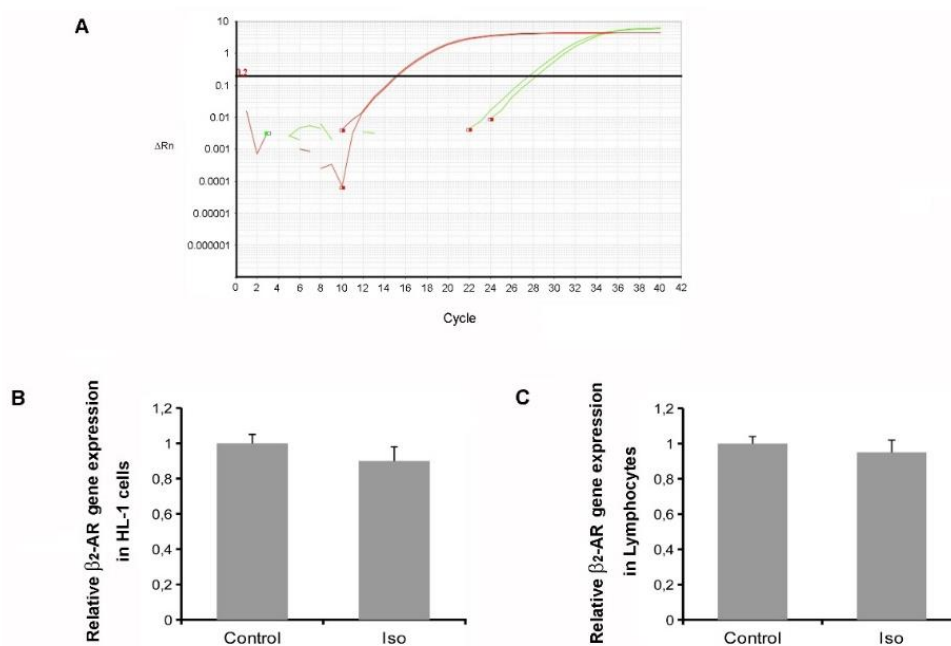 A
10
1
0.2
0.1
0.01
0.001
0.0001
0.00001
0.000001
ΔRn
0 2 4 6 8 10 12 14 16 18 20 22 24 26 28 30 32 34 36 38 40 42
Cycle
B
Relative β2-AR gene expression
in HL-1 cells
1,2
1
0,8
0,6
0,4
0,2
0
Control Iso
C
Relative β2-AR gene expression
in Lymphocytes
1,2
1
0,8
0,6
0,4
0,2
0
Control Iso